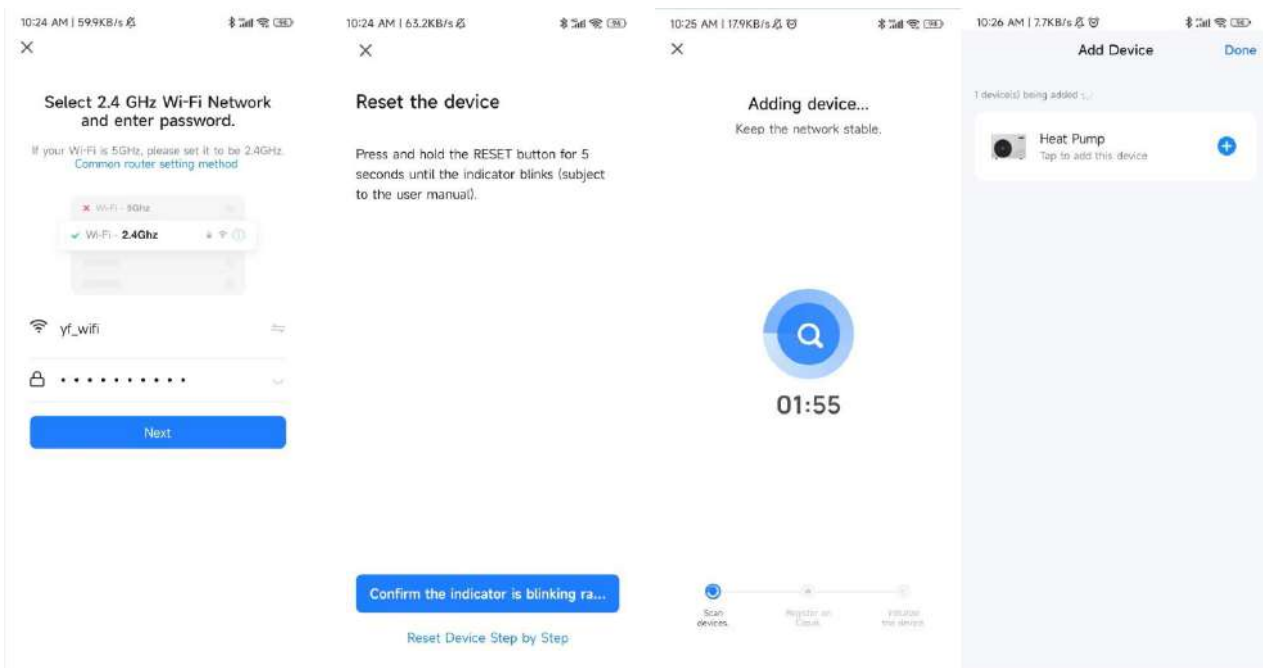 10:24 AM | 59.9KB/s
Select 2.4 GHz Wi-Fi Network
and enter password.
If your Wi-Fi is 5GHz, please set it to be 2.4GHz.
Common router setting method
Wi-Fi - 5Ghz
Wi-Fi - 2.4Ghz
yf_wifi
Next
10:24 AM | 63.2KB/s
Reset the device
Press and hold the RESET button for 5
seconds until the indicator blinks (subject
to the user manual).
Confirm the indicator is blinking ra...
Reset Device Step by Step
10:25 AM | 17.9KB/s
Adding device...
Keep the network stable.
01:55
Scan
devices.
Register on
Cloud.
Initialize
the device.
10:26 AM | 7.7KB/s
Add Device
Done
1 device(s) being added
Heat Pump
Tap to add this device